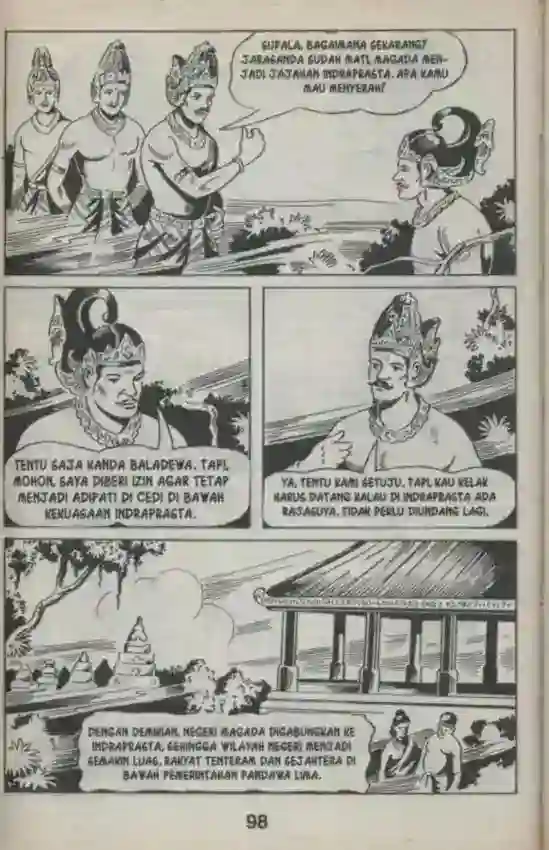 SUPALA, BAGAIMANA SEKARANG?
JARASANDA SUDAH MATI, MAGADA MEN-
JADI JAJAHAN INDRAPRASTA. APA KAMU
MAU MENYERAH?
TENTU SAJA KANDA BALADEWA. TAPI,
MOHON, SAYA DIBERI IZIN AGAR TETAP
MENJADI ADIPATI DI CEDI DI BAWAH
KEKUASAAN INDRAPRASTA.
YA, TENTU KAMI SETUJU. TAPI, KAU KELAK
HARUS DATANG KALAU DI INDRAPRASTA ADA
RAJASUYA. TIDAK PERLU DIUNDANG LAGI.
DENGAN DEMIKIAN, NEGERI MAGADA DIGABUNGKAN KE
INDRAPRASTA, SEHINGGA WILAYAH NEGERI MENJADI
SEMAKIN LUAS, RAKYAT TENTERAM DAN SEJAHTERA DI
BAWAH PEMERINTAHAN PANDAWA LIMA.
98